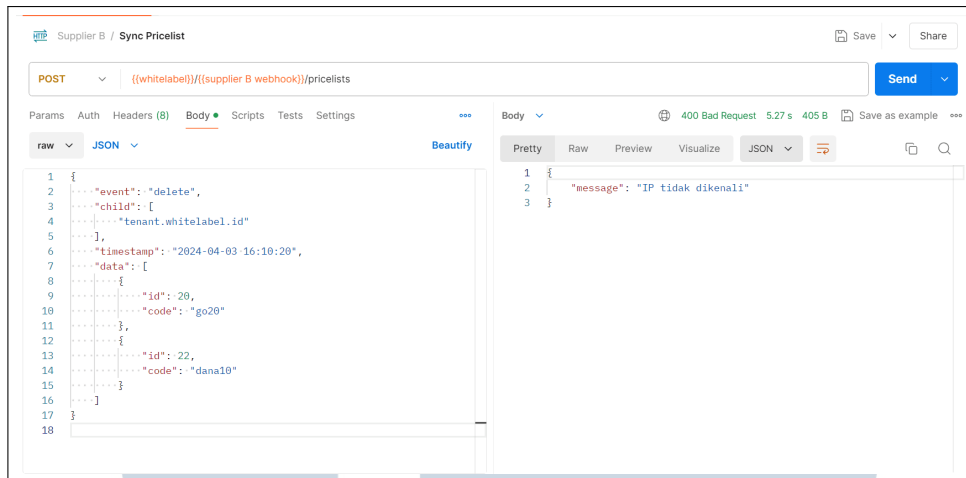 HTTP Supplier B / Sync Pricelist Save Share
POST {{whitelabel}}/{{supplier B webhook}}/pricelists Send
Params Auth Headers (8) Body Scripts Tests Settings
raw JSON Beautify
1 {
2 "event": "delete",
3 "child": [
4 "tenant.whitelabel.id"
5 ],
6 "timestamp": "2024-04-03 16:10:20",
7 "data": [
8 {
9 "id": 20,
10 "code": "go20"
11 },
12 {
13 "id": 22,
14 "code": "dana10"
15 }
16 ]
17 }
18
Body 400 Bad Request 5.27 s 405 B Save as example
Pretty Raw Preview Visualize JSON
1 {
2 "message": "IP tidak dikenali"
3 }